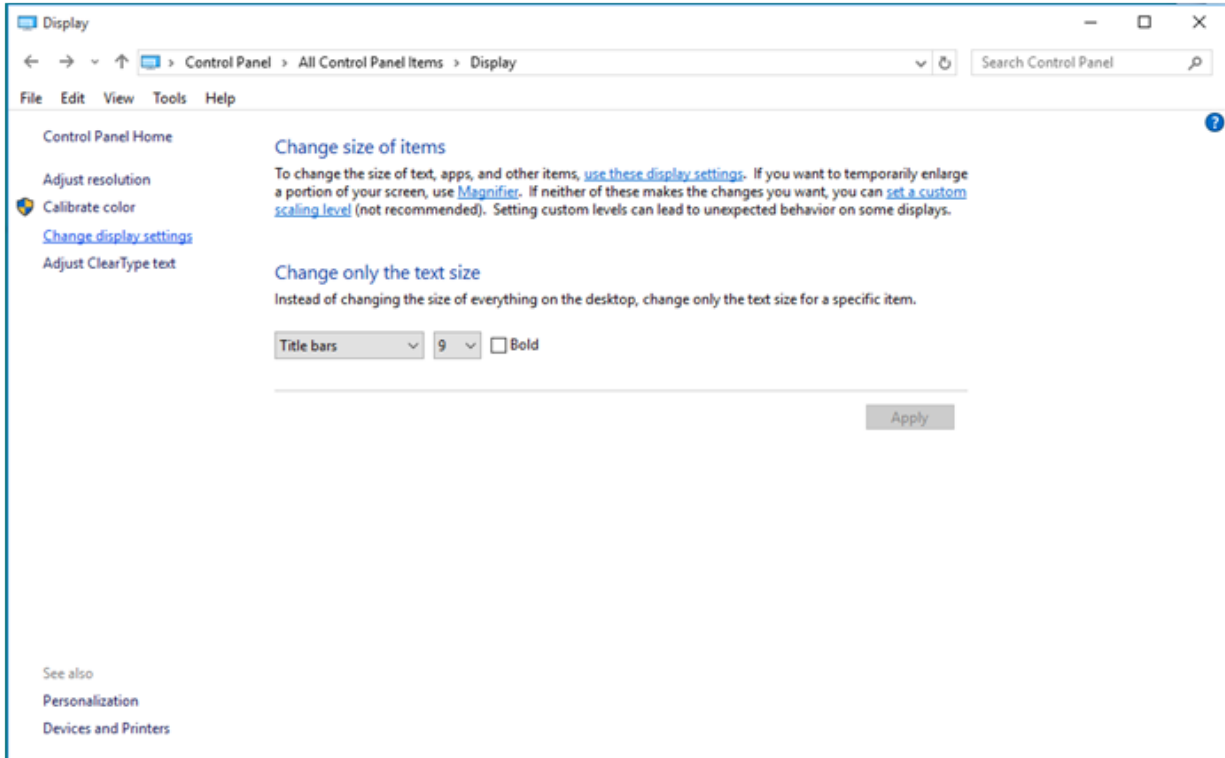 Display
Control Panel > All Control Panel Items > Display
Search Control Panel
File Edit View Tools Help
Control Panel Home
Adjust resolution
Calibrate color
Change display settings
Adjust ClearType text
Change size of items
To change the size of text, apps, and other items, use these display settings. If you want to temporarily enlarge
a portion of your screen, use Magnifier. If neither of these makes the changes you want, you can set a custom
scaling level (not recommended). Setting custom levels can lead to unexpected behavior on some displays.
Change only the text size
Instead of changing the size of everything on the desktop, change only the text size for a specific item.
Title bars 9 Bold
Apply
See also
Personalization
Devices and Printers